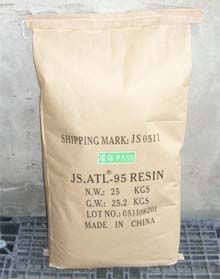 SHIPPING MARK: JS 0511
PASS
JS.ATL-95 RESIN
N.W.: 25 KGS
G.W.: 25.2 KGS
LOT NO.: 051108201
MADE IN CHINA